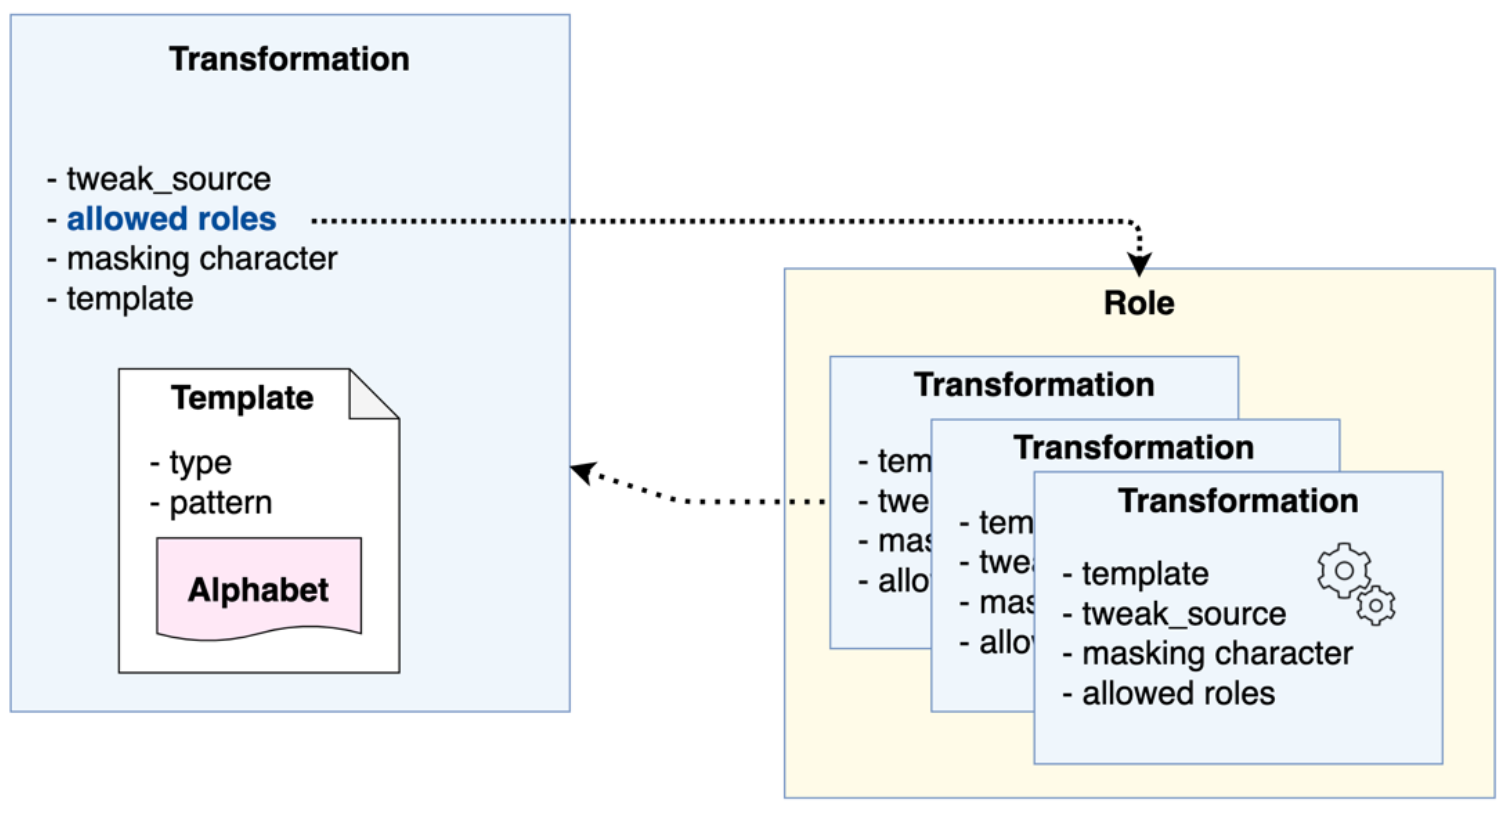 Transformation
- tweak_source
- allowed roles
- masking character
- template
Template
- type
- pattern
Alphabet
Role
Transformation
- tem
- twe
- mas
- allo
Transformation
- tem
- twe
- mas
- allo
Transformation
- template
- tweak_source
- masking character
- allowed roles